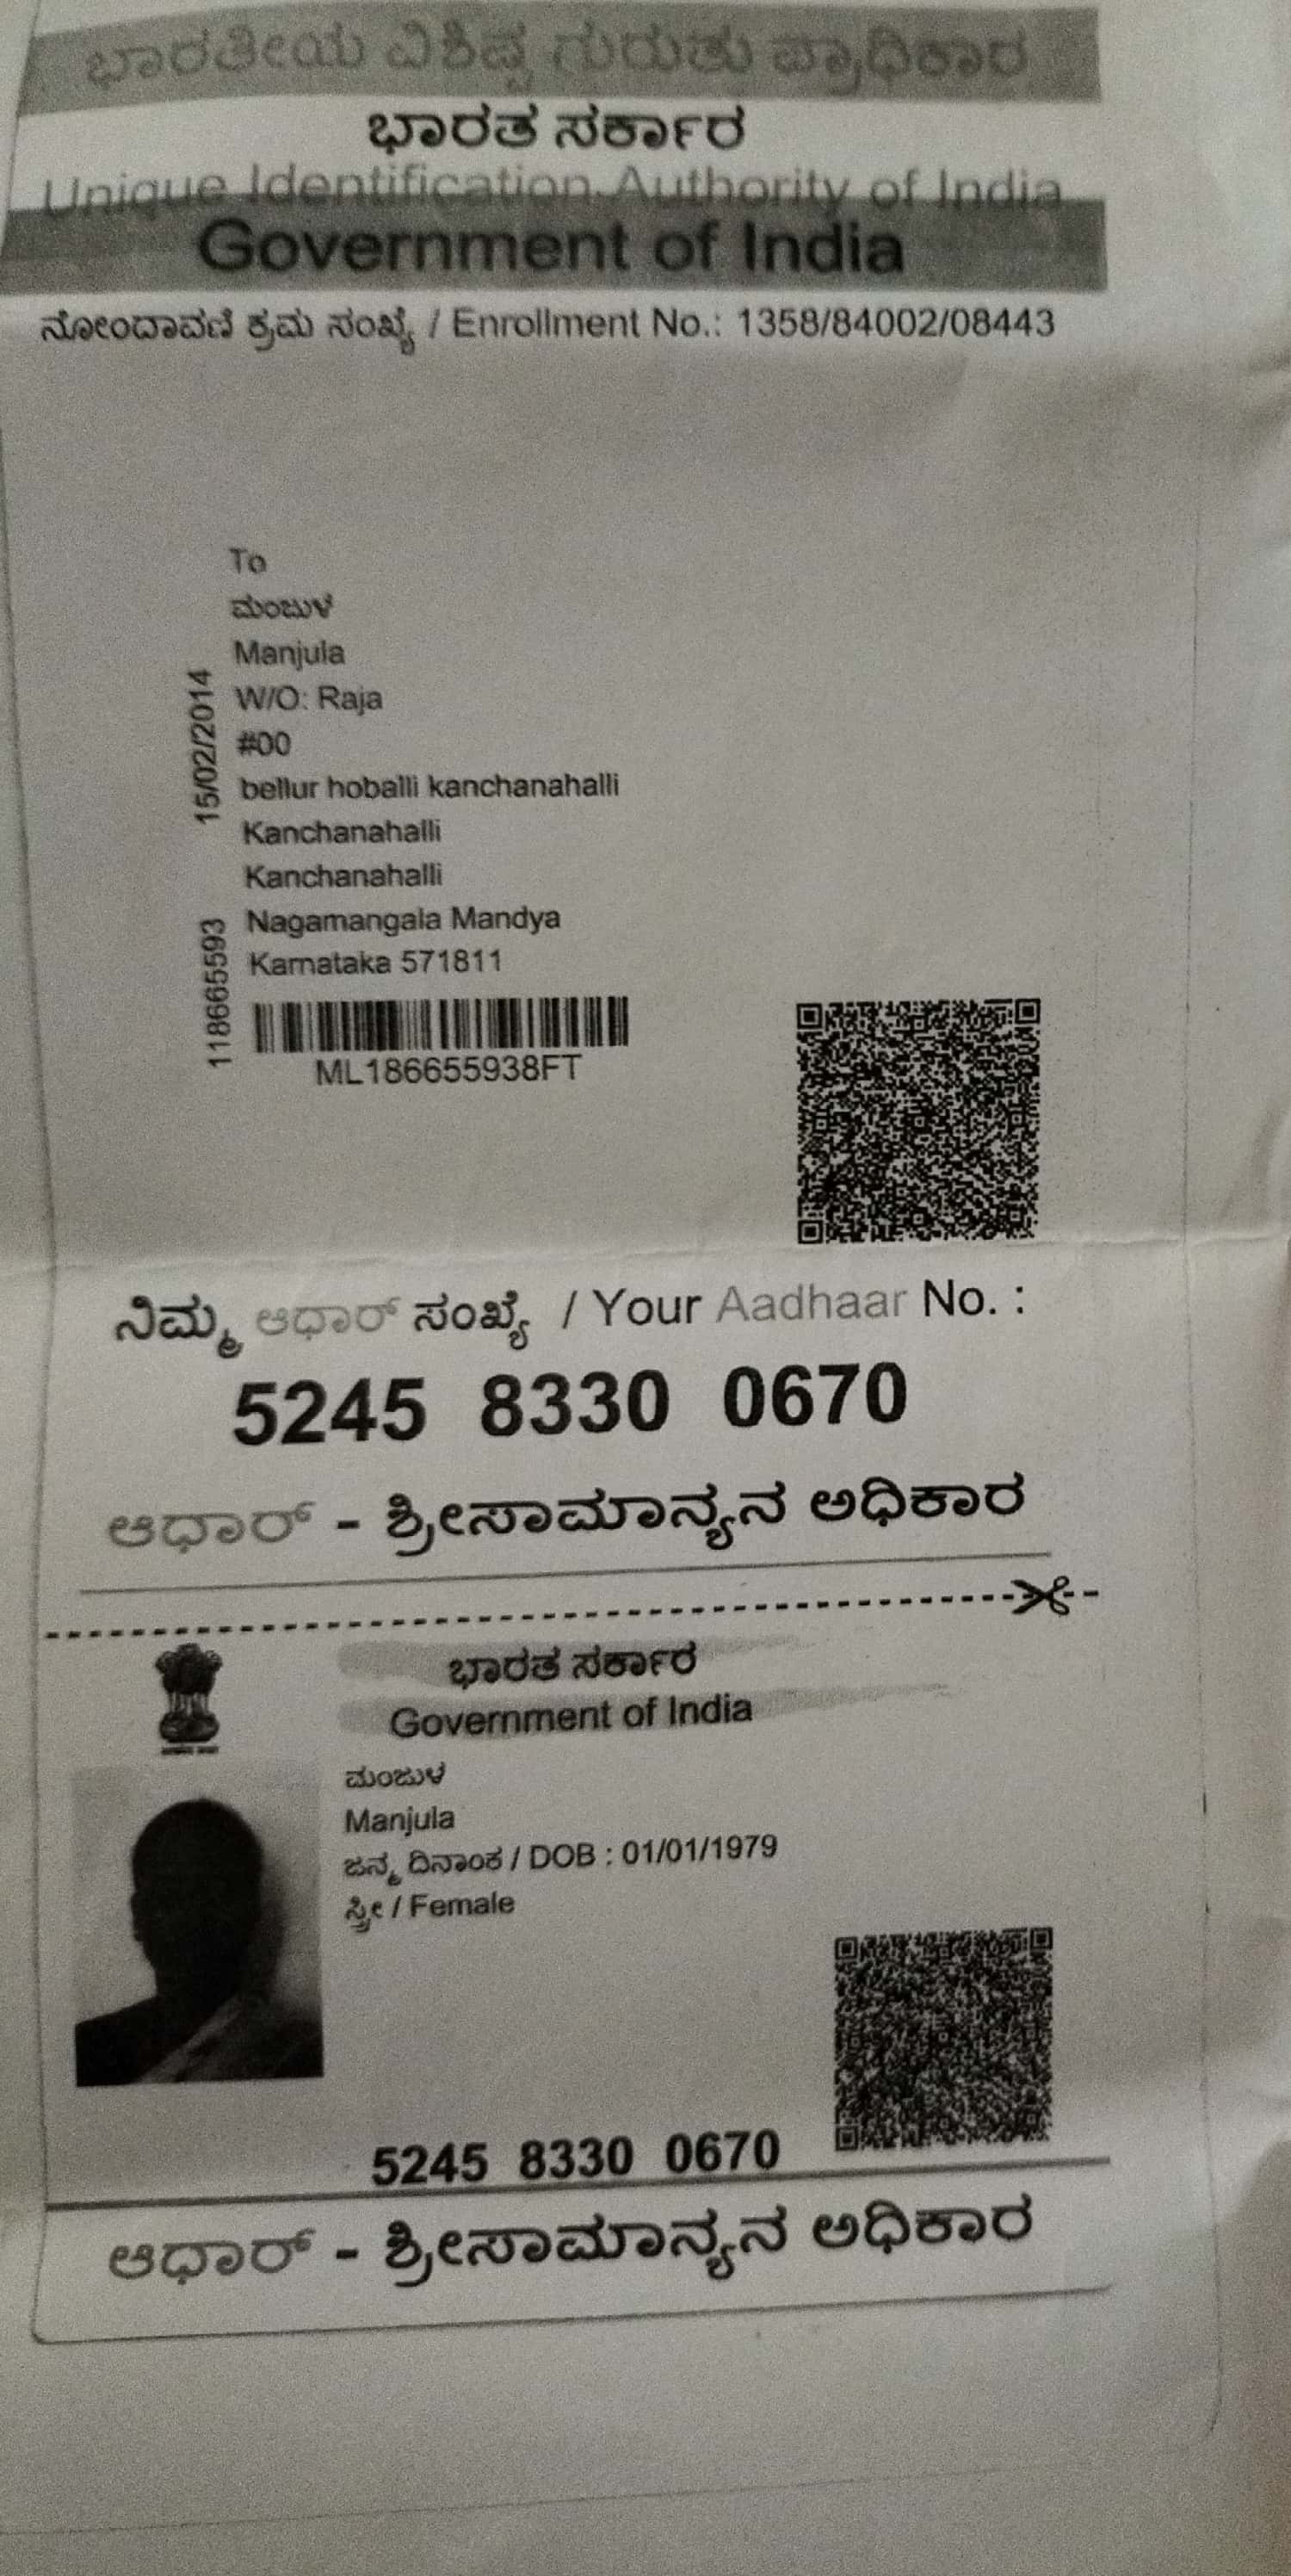 ಭಾರತೀಯ ವಿಶಿಷ್ಟ ಗುರುತು ಪ್ರಾಧಿಕಾರ
ಭಾರತ ಸರ್ಕಾರ
Unique Identification Authority of India
Government of India
ನೋಂದಾವಣೆ ಕ್ರಮ ಸಂಖ್ಯೆ / Enrollment No.: 1358/84002/08443
To
ಮಂಜುಳ
Manjula
W/O: Raja
#00
bellur hoballi kanchanahalli
Kanchanahalli
Kanchanahalli
Nagamangala Mandya
Karnataka 571811
15/02/2014
118665593
ML186655938FT
ನಿಮ್ಮ ಆಧಾರ್ ಸಂಖ್ಯೆ / Your Aadhaar No. :
5245 8330 0670
ಆಧಾರ್ - ಶ್ರೀಸಾಮಾನ್ಯನ ಅಧಿಕಾರ
ಭಾರತ ಸರ್ಕಾರ
Government of India
ಮಂಜುಳ
Manjula
ಜನ್ಮ ದಿನಾಂಕ / DOB : 01/01/1979
ಸ್ತ್ರೀ / Female
5245 8330 0670
ಆಧಾರ್ - ಶ್ರೀಸಾಮಾನ್ಯನ ಅಧಿಕಾರ